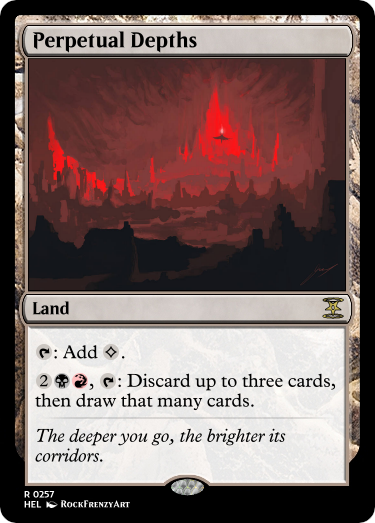 Perpetual Depths
Land
: Add .
2 , : Discard up to three cards,
then draw that many cards.
The deeper you go, the brighter its
corridors.
R 0257
HEL RockFrenzyArt